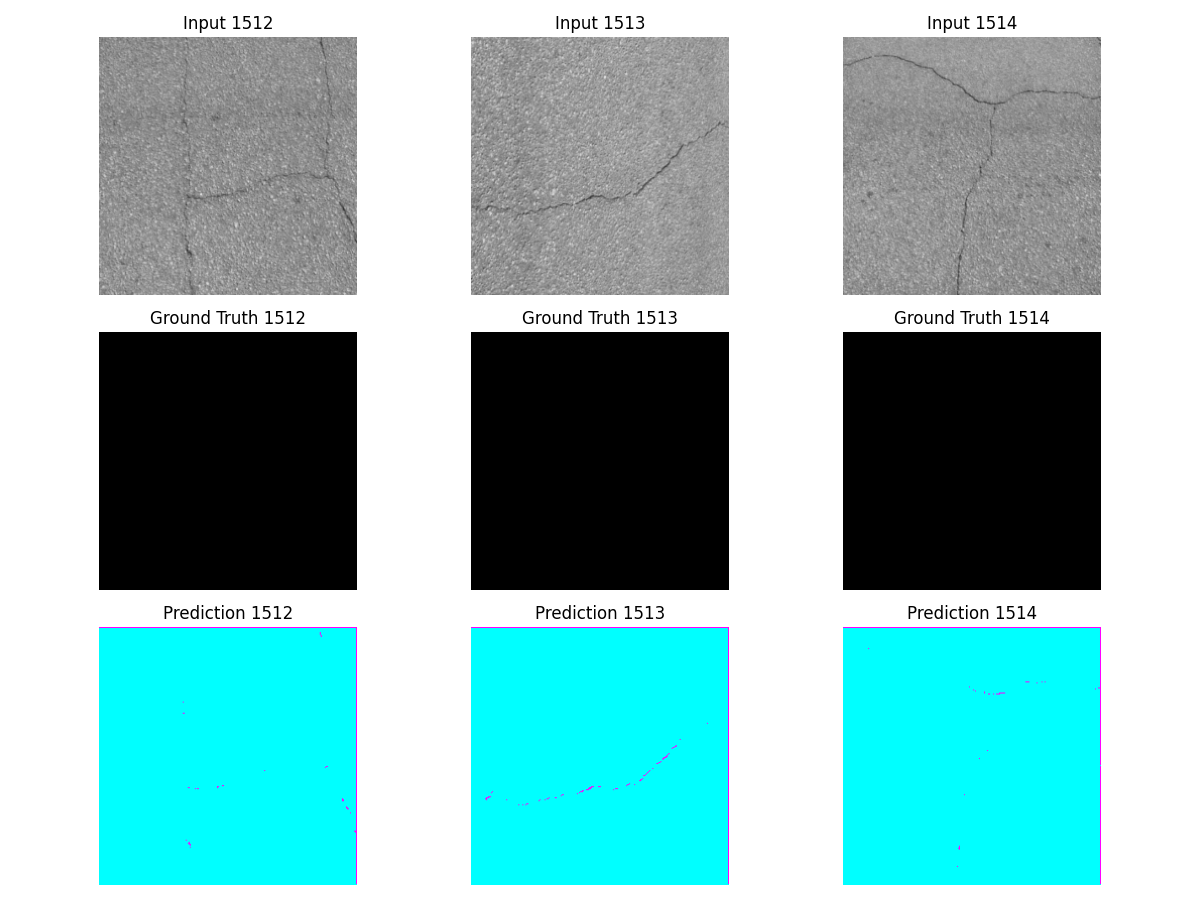 Input 1512
Input 1513
Input 1514
Ground Truth 1512
Ground Truth 1513
Ground Truth 1514
Prediction 1512
Prediction 1513
Prediction 1514